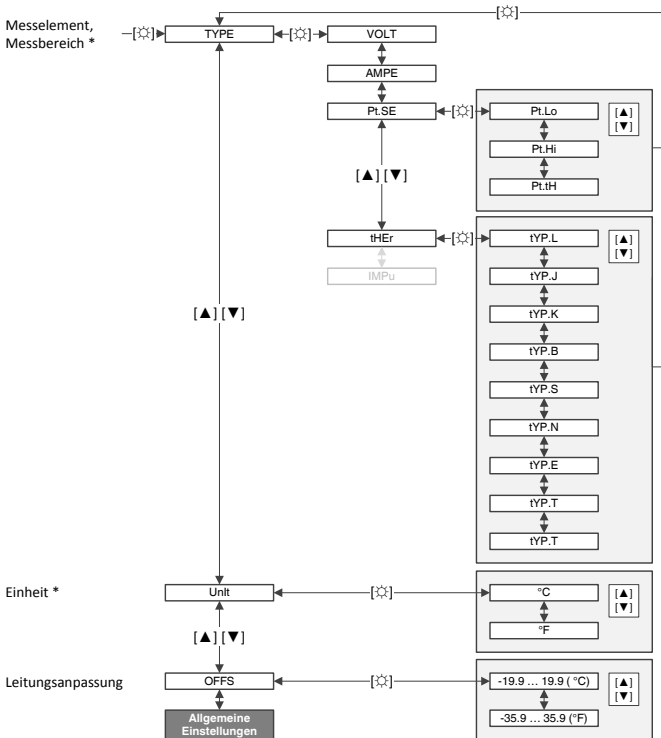 [☼]
Messelement,
Messbereich *
[☼] TYPE [☼] VOLT
AMPE
Pt.SE [☼] Pt.Lo [▲]
[▼]
Pt.Hi
Pt.tH
[▲] [▼]
tHEr [☼] tYP.L [▲]
[▼]
IMPu tYP.J
[▲] [▼] tYP.K
tYP.B
tYP.S
tYP.N
tYP.E
tYP.T
tYP.T
Einheit * UnIt [☼] °C [▲]
[▼]
°F
[▲] [▼]
Leitungsanpassung OFFS [☼] -19.9 ... 19.9 ( °C) [▲]
[▼]
Allgemeine
Einstellungen
-35.9 ... 35.9 (°F)